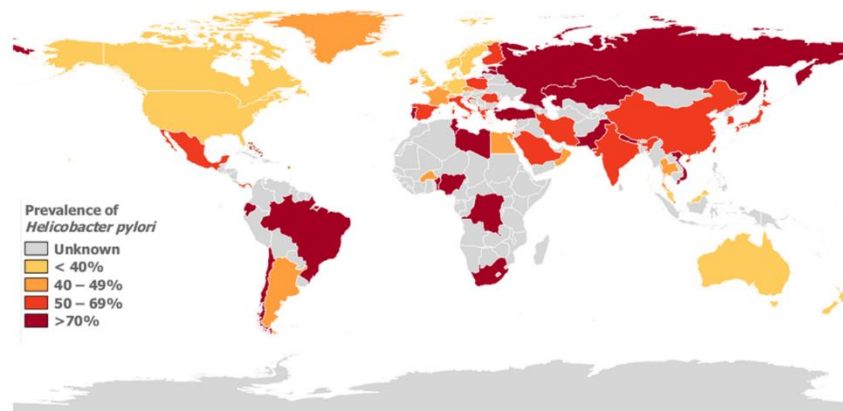 Prevalence of
Helicobacter pylori
Unknown
< 40%
40 – 49%
50 – 69%
>70%